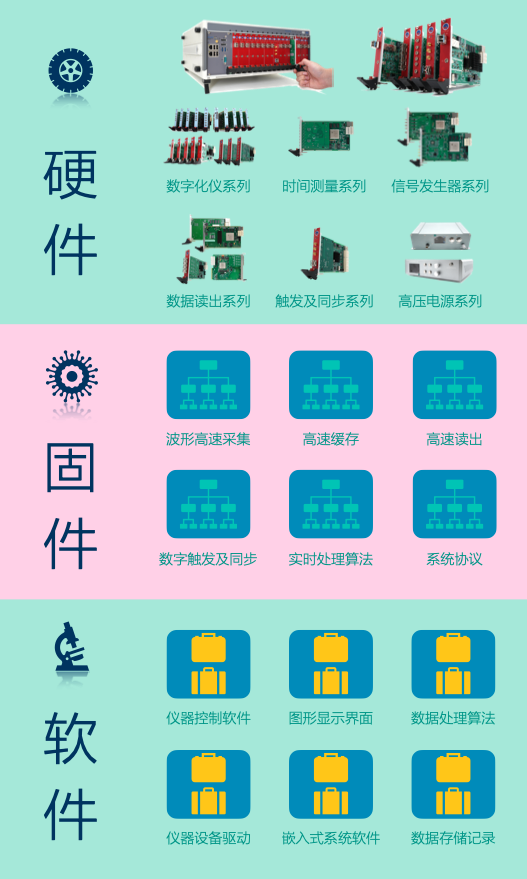 硬件
数字化仪系列
时间测量系列
信号发生器系列
数据读出系列
触发及同步系列
高压电源系列
固件
波形高速采集
高速缓存
高速读出
数字触发及同步
实时处理算法
系统协议
软件
仪器控制软件
图形显示界面
数据处理算法
仪器设备驱动
嵌入式系统软件
数据存储记录